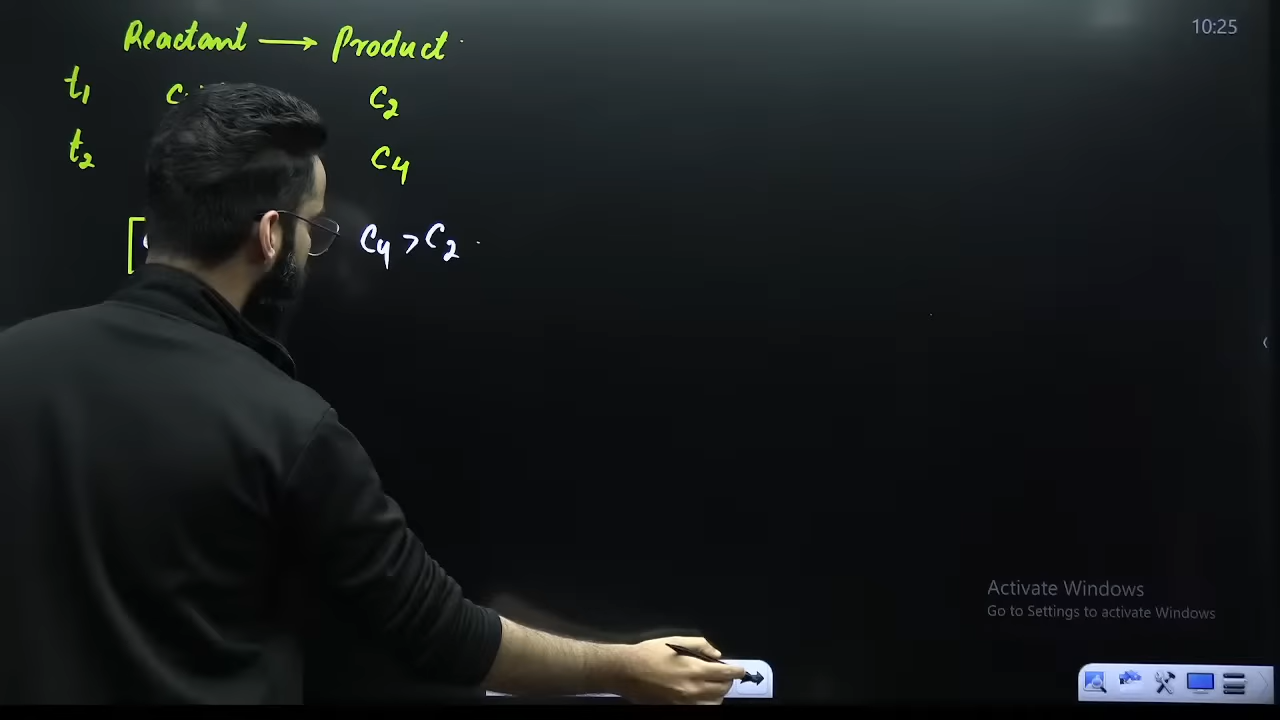 10:25
Reactant ⟶ Product
t₁ C₂
t₂ C₄
[ C₄ > C₂
Activate Windows
Go to Settings to activate Windows